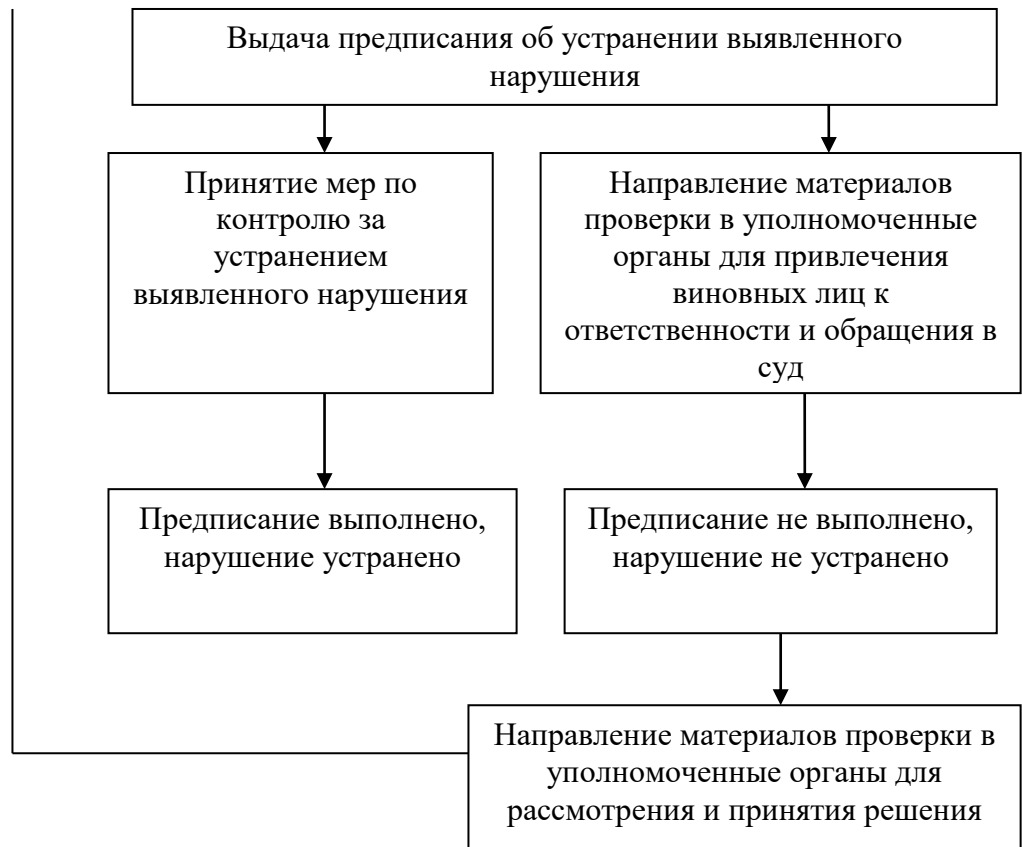 Выдача предписания об устранении выявленного
нарушения
Принятие мер по
контролю за
устранением
выявленного нарушения
Направление материалов
проверки в уполномоченные
органы для привлечения
виновных лиц к
ответственности и обращения в
суд
Предписание выполнено,
нарушение устранено
Предписание не выполнено,
нарушение не устранено
Направление материалов проверки в
уполномоченные органы для
рассмотрения и принятия решения